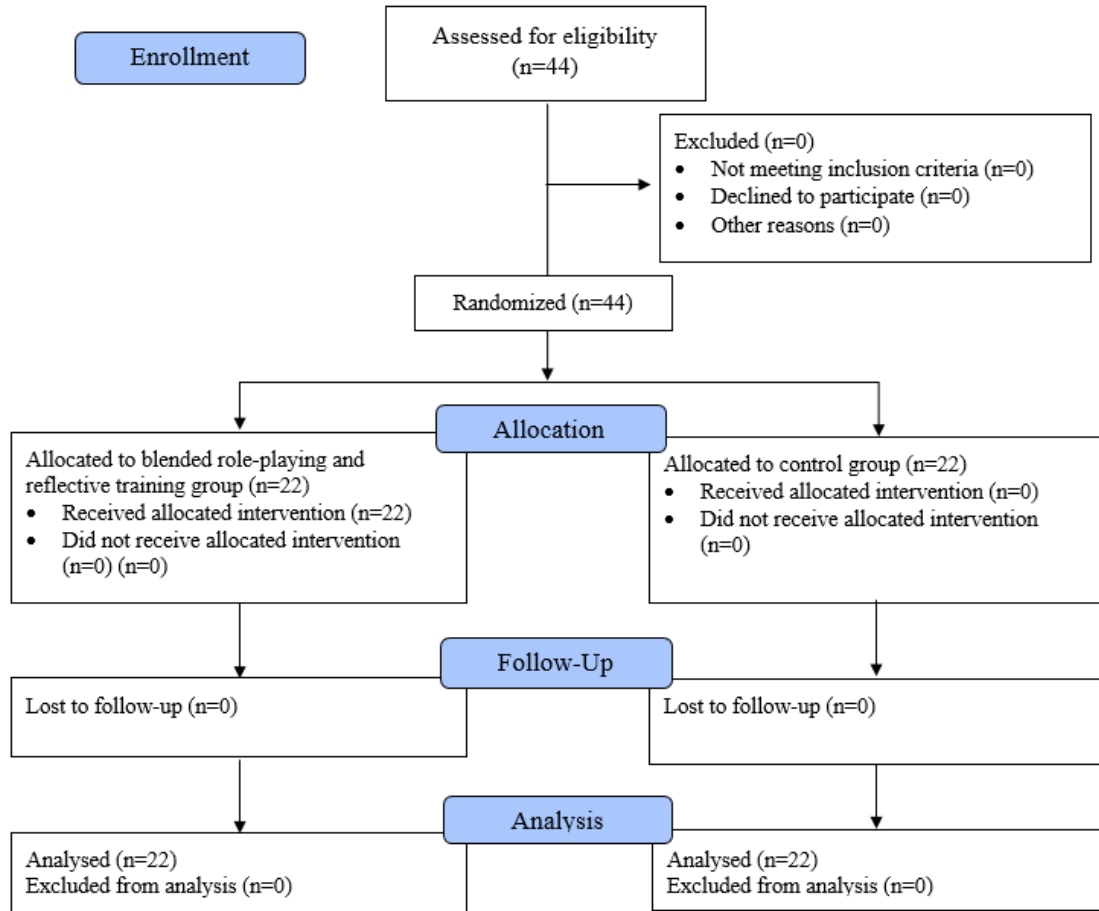 Enrollment
Assessed for eligibility
(n=44)
Excluded (n=0)
• Not meeting inclusion criteria (n=0)
• Declined to participate (n=0)
• Other reasons (n=0)
Randomized (n=44)
Allocation
Allocated to blended role-playing and
reflective training group (n=22)
• Received allocated intervention (n=22)
• Did not receive allocated intervention
(n=0) (n=0)
Allocated to control group (n=22)
• Received allocated intervention (n=0)
• Did not receive allocated intervention
(n=0)
Follow-Up
Lost to follow-up (n=0)
Lost to follow-up (n=0)
Analysis
Analysed (n=22)
Excluded from analysis (n=0)
Analysed (n=22)
Excluded from analysis (n=0)